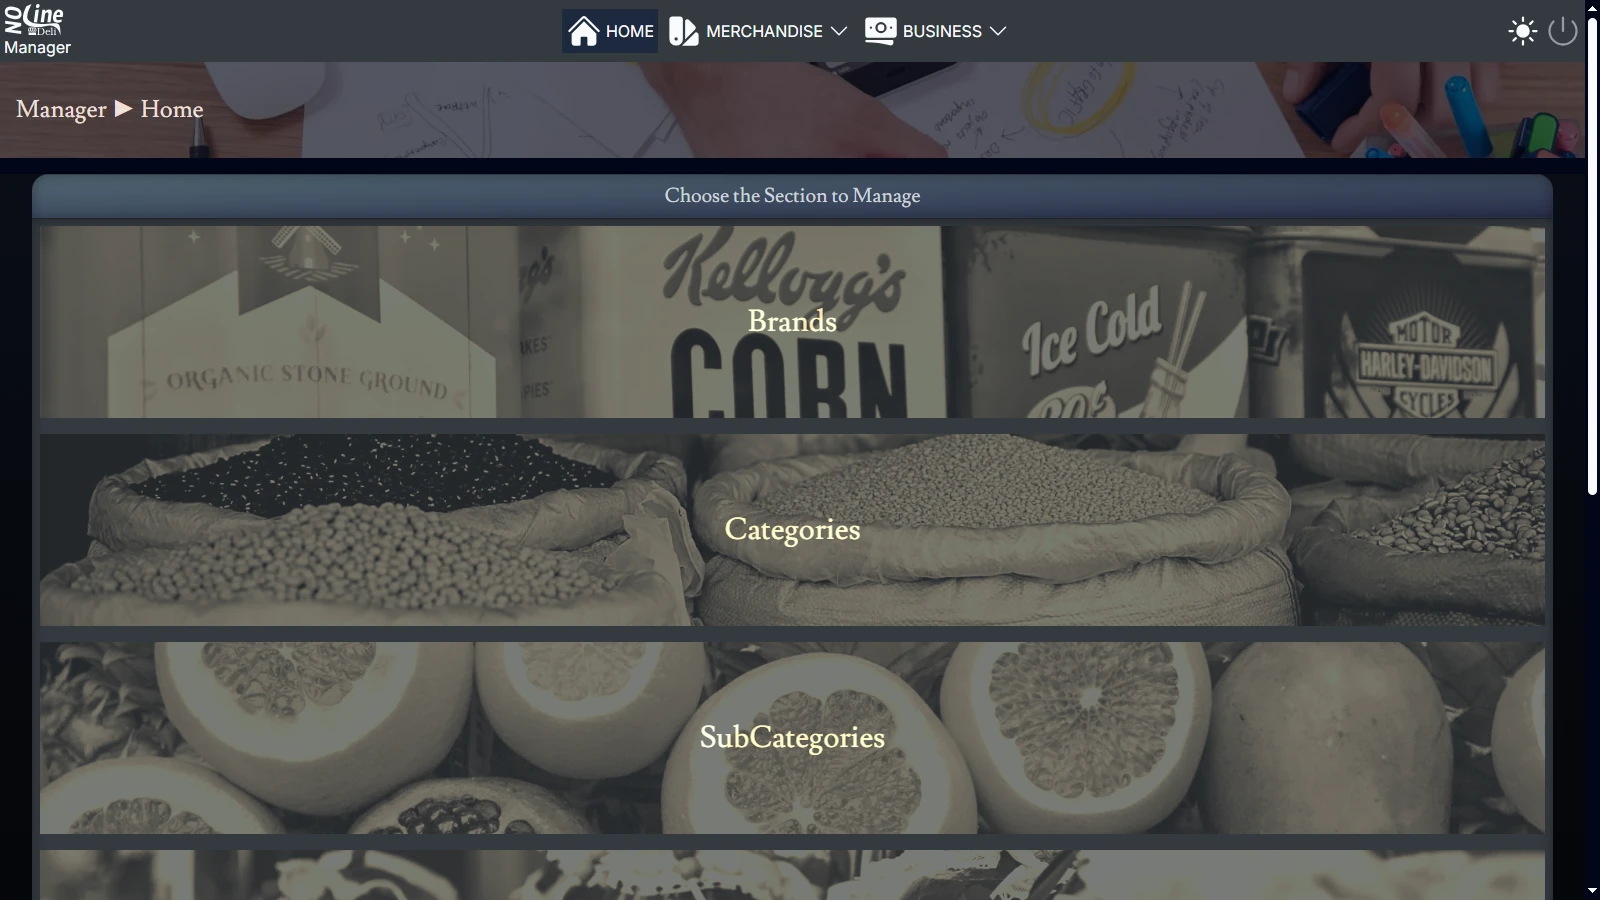 NO Line
Deli
Manager
HOME
MERCHANDISE
BUSINESS
Manager ▶ Home
Choose the Section to Manage
Kellogg's
Brands
Ice Cold
MOTOR
HARLEY-DAVIDSON
CYCLES
ORGANIC STONE GROUND
CORN
Categories
SubCategories